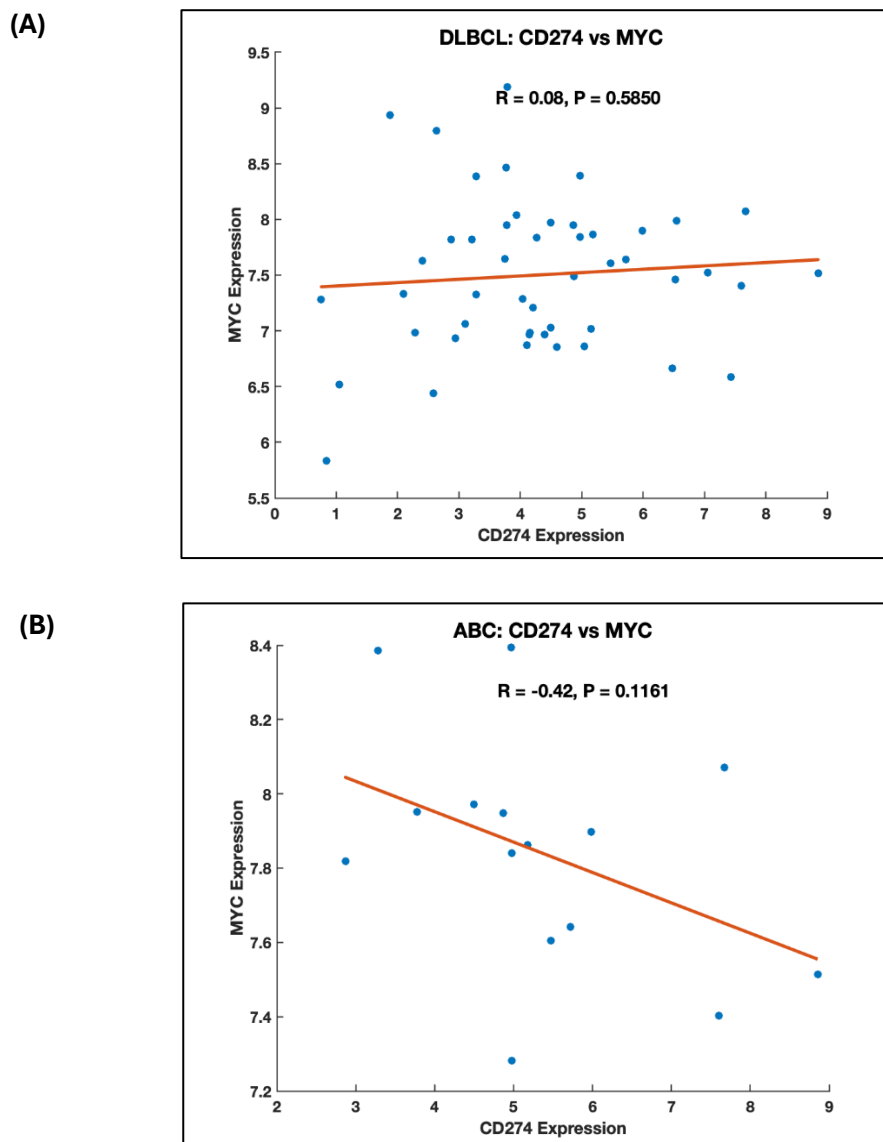 (A)
DLBCL: CD274 vs MYC
R = 0.08, P = 0.5850
9.5
9
8.5
8
7.5
7
6.5
6
5.5
MYC Expression
0 1 2 3 4 5 6 7 8 9
CD274 Expression
(B)
ABC: CD274 vs MYC
R = -0.42, P = 0.1161
8.4
8.2
8
7.8
7.6
7.4
7.2
MYC Expression
2 3 4 5 6 7 8 9
CD274 Expression